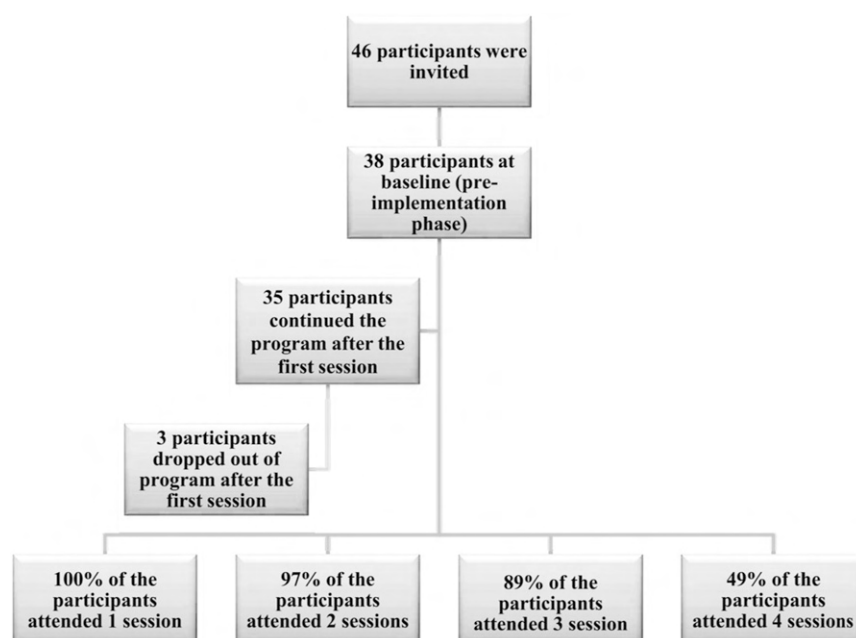 46 participants were
invited
38 participants at
baseline (pre-
implementation
phase)
35 participants
continued the
program after the
first session
3 participants
dropped out of
program after the
first session
100% of the
participants
attended 1 session
97% of the
participants
attended 2 sessions
89% of the
participants
attended 3 session
49% of the
participants
attended 4 sessions